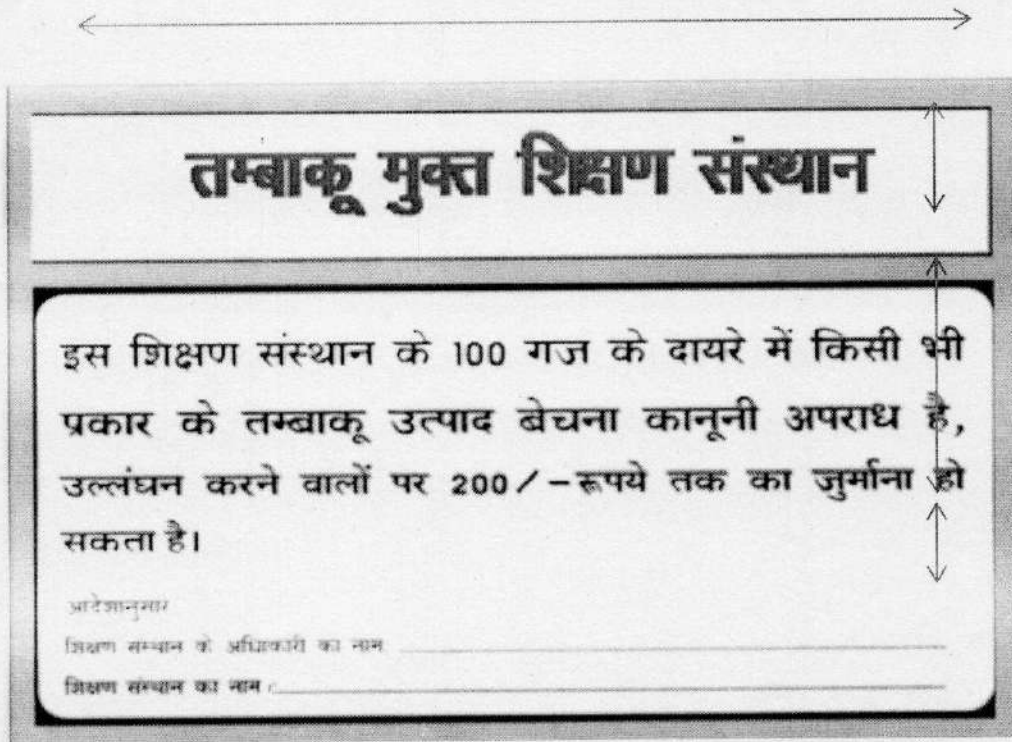 तम्बाकू मुक्त शिक्षण संस्थान
इस शिक्षण संस्थान के 100 गज के दायरे में किसी भी
प्रकार के तम्बाकू उत्पाद बेचना कानूनी अपराध है,
उल्लंघन करने वालों पर 200/-रूपये तक का जुर्माना हो
सकता है।
आदेशानुसार
शिक्षण संस्थान के अधिकारी का नाम
शिक्षण संस्थान का नाम :